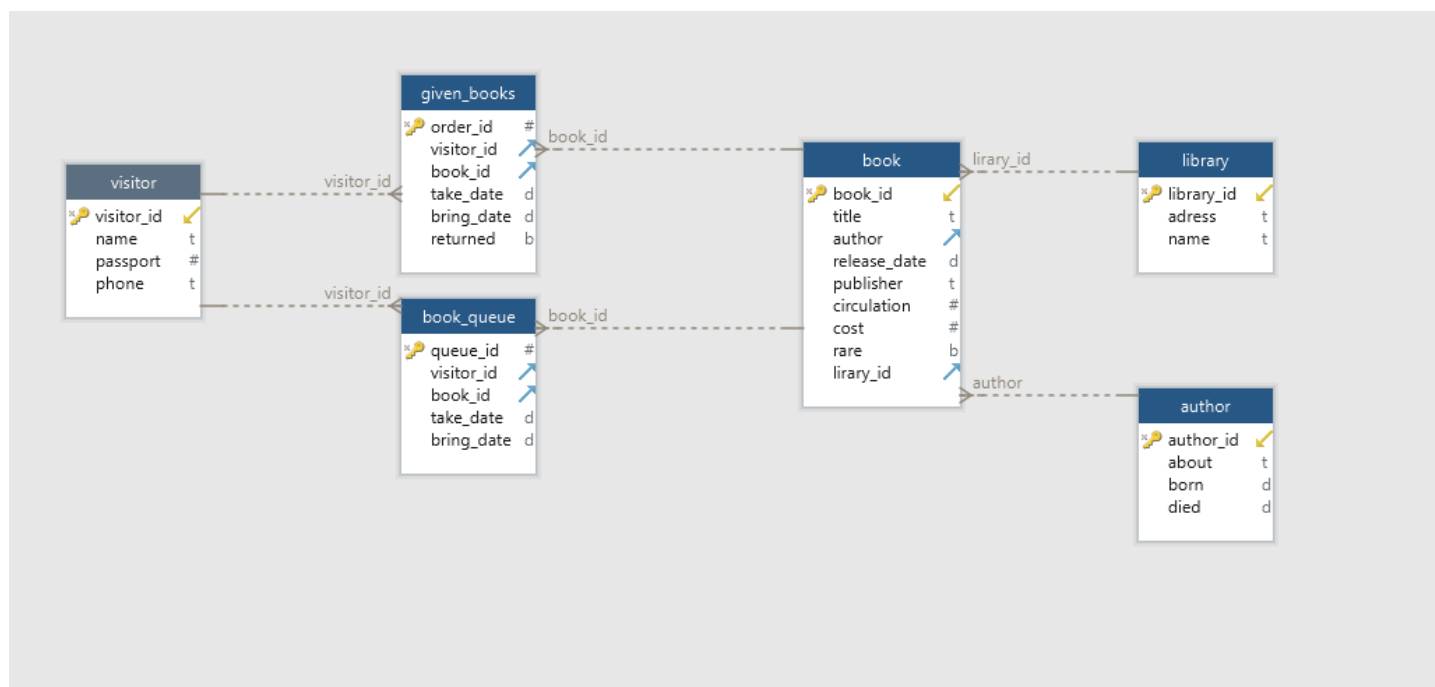 given_books
order_id #
visitor_id
book_id
take_date d
bring_date d
returned b
book_id
visitor
visitor_id
name t
passport #
phone t
visitor_id
visitor_id
book_queue
queue_id #
visitor_id
book_id
take_date d
bring_date d
book_id
book
book_id
title t
author
release_date d
publisher t
circulation #
cost #
rare b
lirary_id
lirary_id
library
library_id
adress t
name t
author
author
author_id
about t
born d
died d